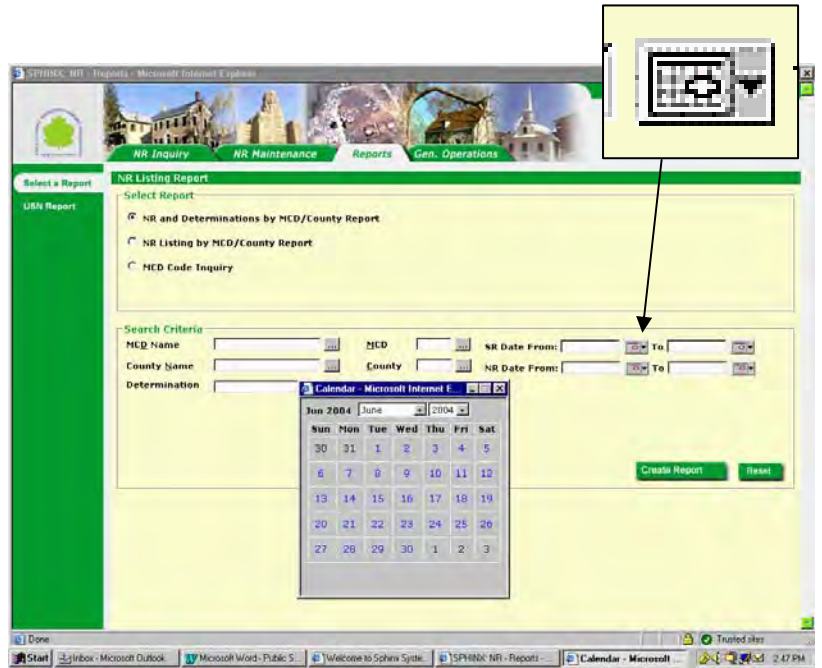 SPHINX: NR - Reports - Microsoft Internet Explorer
NR Inquiry NR Maintenance Reports Gen. Operations
Select a Report
USN Report
NR Listing Report
Select Report
NR and Determinations by MCD/County Report
NR Listing by MCD/County Report
MCD Code Inquiry
Search Criteria
MCD Name ... MCD ... SR Date From: To
County Name ... County ... NR Date From: To
Determination
Calendar - Microsoft Internet E...
Jun 2004 June 2004
Sun Mon Tue Wed Thu Fri Sat
30 31 1 2 3 4 5
6 7 8 9 10 11 12
13 14 15 16 17 18 19
20 21 22 23 24 25 26
27 28 29 30 1 2 3
Create Report Reset
Done Trusted sites
Start Inbox - Microsoft Outlook Microsoft Word - Public S... Welcome to Sphinx Syste... SPHINX: NR - Reports - ... Calendar - Microsoft 2:47 PM